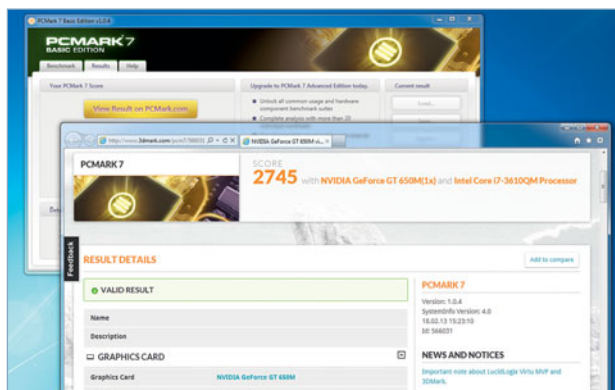 PCMark 7 Basic Edition v1.0.4
PCMARK 7
BASIC EDITION
Benchmark Results Help
Your PCMark 7 Score
Upgrade to PCMark 7 Advanced Edition today.
Current result
View Result on PCMark.com
Unlock all common usage and hardware
component benchmark suites
Load...
Complete analysis with more than 20
http://www.3dmark.com/pcm7/566031
NVIDIA GeForce GT 650M vi...
PCMARK 7
SCORE
2745 with NVIDIA GeForce GT 650M(1x) and Intel Core i7-3610QM Processor
Feedback
RESULT DETAILS
Add to compare
VALID RESULT
Name
Description
GRAPHICS CARD
Graphics Card NVIDIA GeForce GT 650M
PCMARK 7
Version: 1.0.4
SystemInfo Version: 4.0
18.02.13 15:23:10
Id: 566031
NEWS AND NOTICES
Important note about LucidLogix Virtu MVP and
3DMark.